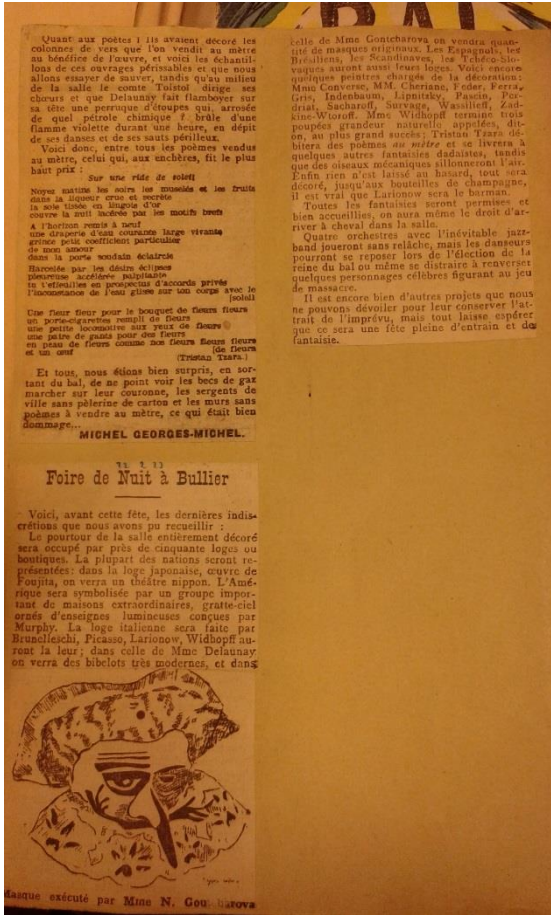 BAL
Quant aux poètes ! Ils avaient décoré les
colonnes de vers que l'on vendit au mètre
au bénéfice de l'œuvre, et voici les échantil-
lons de ces ouvrages périssables et que nous
allons essayer de sauver, tandis qu'au milieu
de la salle le comte Tolstoï dirige ses
chœurs et que Delaunay fait flamboyer sur
sa tête une perruque d'étoupes qui, arrosée
de quel pétrole chimique ? brûle d'une
flamme violette durant une heure, en dépit
de ses danses et de ses sauts périlleux.
Voici donc, entre tous les poèmes vendus
au mètre, celui qui, aux enchères, fit le plus
haut prix :
Sur une ride de soleil
Noyez matins les soirs les muselés et les fruits
dans la liqueur crue et secrète
la soie tissée en lingots d'or
couvre la nuit lacérée par les motifs brefs
A l'horizon remis à neuf
une draperie d'eau courante large vivante
grince petit coefficient particulier
de mon amour
dans la porte soudain éclaircie
Harcelée par les désirs éclipses
pleureuse accélérée palpitante
tu t'effeuilles en prospectus d'accords privés
l'inconstance de l'eau glisse sur ton corps avec le
[soleil
Une fleur fleur pour le bouquet de fleurs fleurs
un porte-cigarettes rempli de fleurs
une petite locomotive aux yeux de fleurs
une paire de gants pour des fleurs
en peau de fleurs comme nos fleurs fleurs fleurs
et un œuf [de fleurs
(Tristan Tzara.)
Et tous, nous étions bien surpris, en sor-
tant du bal, de ne point voir les becs de gaz
marcher sur leur couronne, les sergents de
ville sans pèlerine de carton et les murs sans
poèmes à vendre au mètre, ce qui était bien
dommage...
MICHEL GEORGES-MICHEL.
Foire de Nuit à Bullier
Voici, avant cette fête, les dernières indis-
crétions que nous avons pu recueillir :
Le pourtour de la salle entièrement décoré
sera occupé par près de cinquante loges ou
boutiques. La plupart des nations seront re-
présentées: dans la loge japonaise, œuvre de
Foujita, on verra un théâtre nippon. L'Amé-
rique sera symbolisée par un groupe impor-
tant de maisons extraordinaires, gratte-ciel
ornés d'enseignes lumineuses conçues par
Murphy. La loge italienne sera faite par
Brunelleschi, Picasso, Larionow, Widhopff au-
ront la leur; dans celle de Mme Delaunay
on verra des bibelots très modernes, et dans
Masque exécuté par Mme N. Gontcharova
celle de Mme Gontcharova on vendra quan-
tité de masques originaux. Les Espagnols, les
Brésiliens, les Scandinaves, les Tchéco-Slo-
vaques auront aussi leurs loges. Voici encore
quelques peintres chargés de la décoration :
Mme Converse, MM. Cheriane, Feder, Ferra,
Gris, Indenbaum, Lipnitzky, Pascin, Per-
driat, Sacharoff, Survage, Wassilieff, Zad-
kine-Wtoroff. Mme Widhopff termine trois
poupées grandeur naturelle appelées, dit-
on, au plus grand succès; Tristan Tzara dé-
bitera des poèmes au mètre et se livrera à
quelques autres fantaisies dadaïstes, tandis
que des oiseaux mécaniques sillonneront l'air.
Enfin rien n'est laissé au hasard, tout sera
décoré, jusqu'aux bouteilles de champagne,
il est vrai que Larionow sera le barman.
Toutes les fantaisies seront permises et
bien accueillies, on aura même le droit d'ar-
river à cheval dans la salle.
Quatre orchestres avec l'inévitable jazz-
band joueront sans relâche, mais les danseurs
pourront se reposer lors de l'élection de la
reine du bal ou même se distraire à renverser
quelques personnages célèbres figurant au jeu
de massacre.
Il est encore bien d'autres projets que nous
ne pouvons dévoiler pour leur conserver l'at-
trait de l'imprévu, mais tout laisse espérer
que ce sera une fête pleine d'entrain et de
fantaisie.